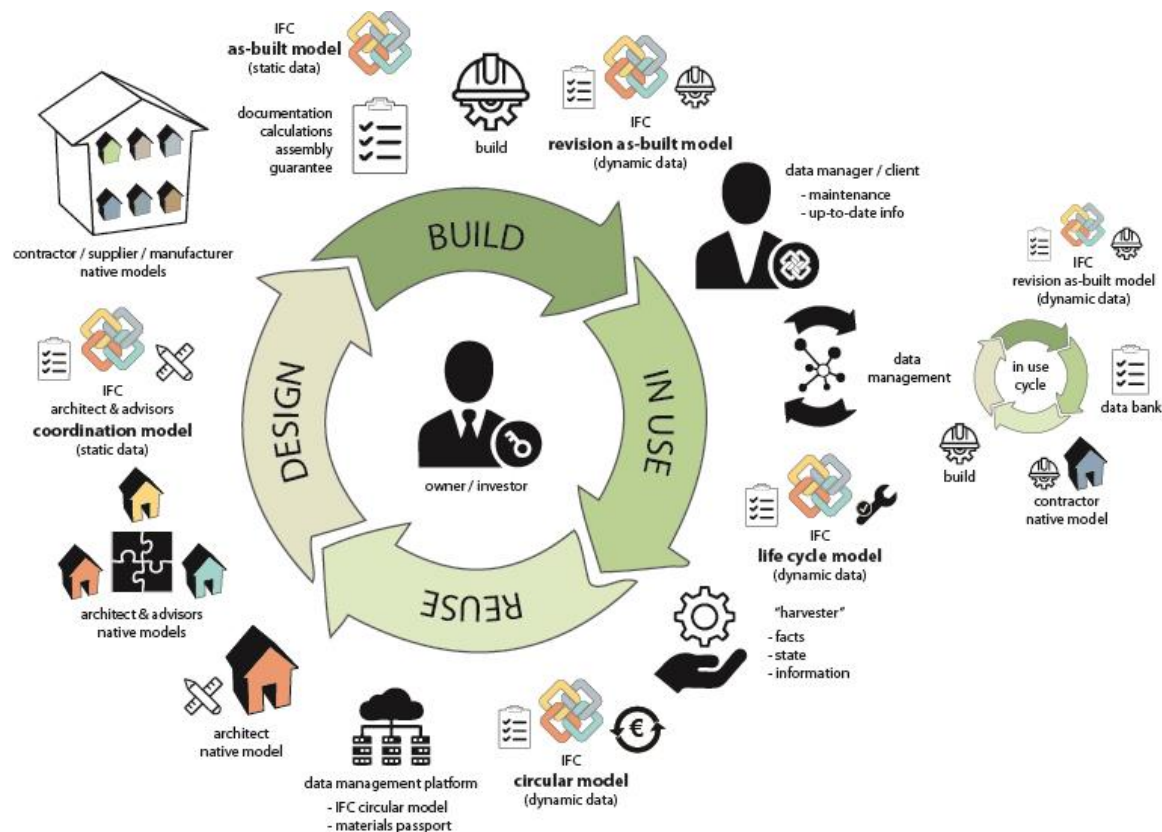 IFC
as-built model
(static data)
documentation
calculations
assembly
guarantee
build
IFC
revision as-built model
(dynamic data)
data manager / client
- maintenance
- up-to-date info
contractor / supplier / manufacturer
native models
BUILD
IN USE
REUSE
DESIGN
owner / investor
IFC
architect & advisors
coordination model
(static data)
architect & advisors
native models
architect
native model
data management platform
- IFC circular model
- materials passport
IFC
circular model
(dynamic data)
€
"harvester"
- facts
- state
- information
IFC
life cycle model
(dynamic data)
data
management
IFC
revision as-built model
(dynamic data)
in use
cycle
data bank
build
contractor
native model